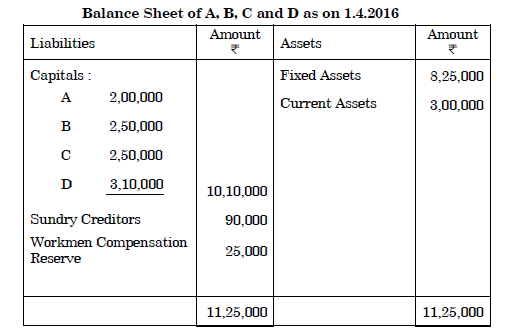 Balance Sheet of A, B, C and D as on 1.4.2016
Liabilities Amount ₹ Assets Amount ₹
Capitals : Fixed Assets 8,25,000
A 2,00,000 Current Assets 3,00,000
B 2,50,000
C 2,50,000
D 3,10,000 10,10,000
Sundry Creditors 90,000
Workmen Compensation
Reserve 25,000
11,25,000 11,25,000